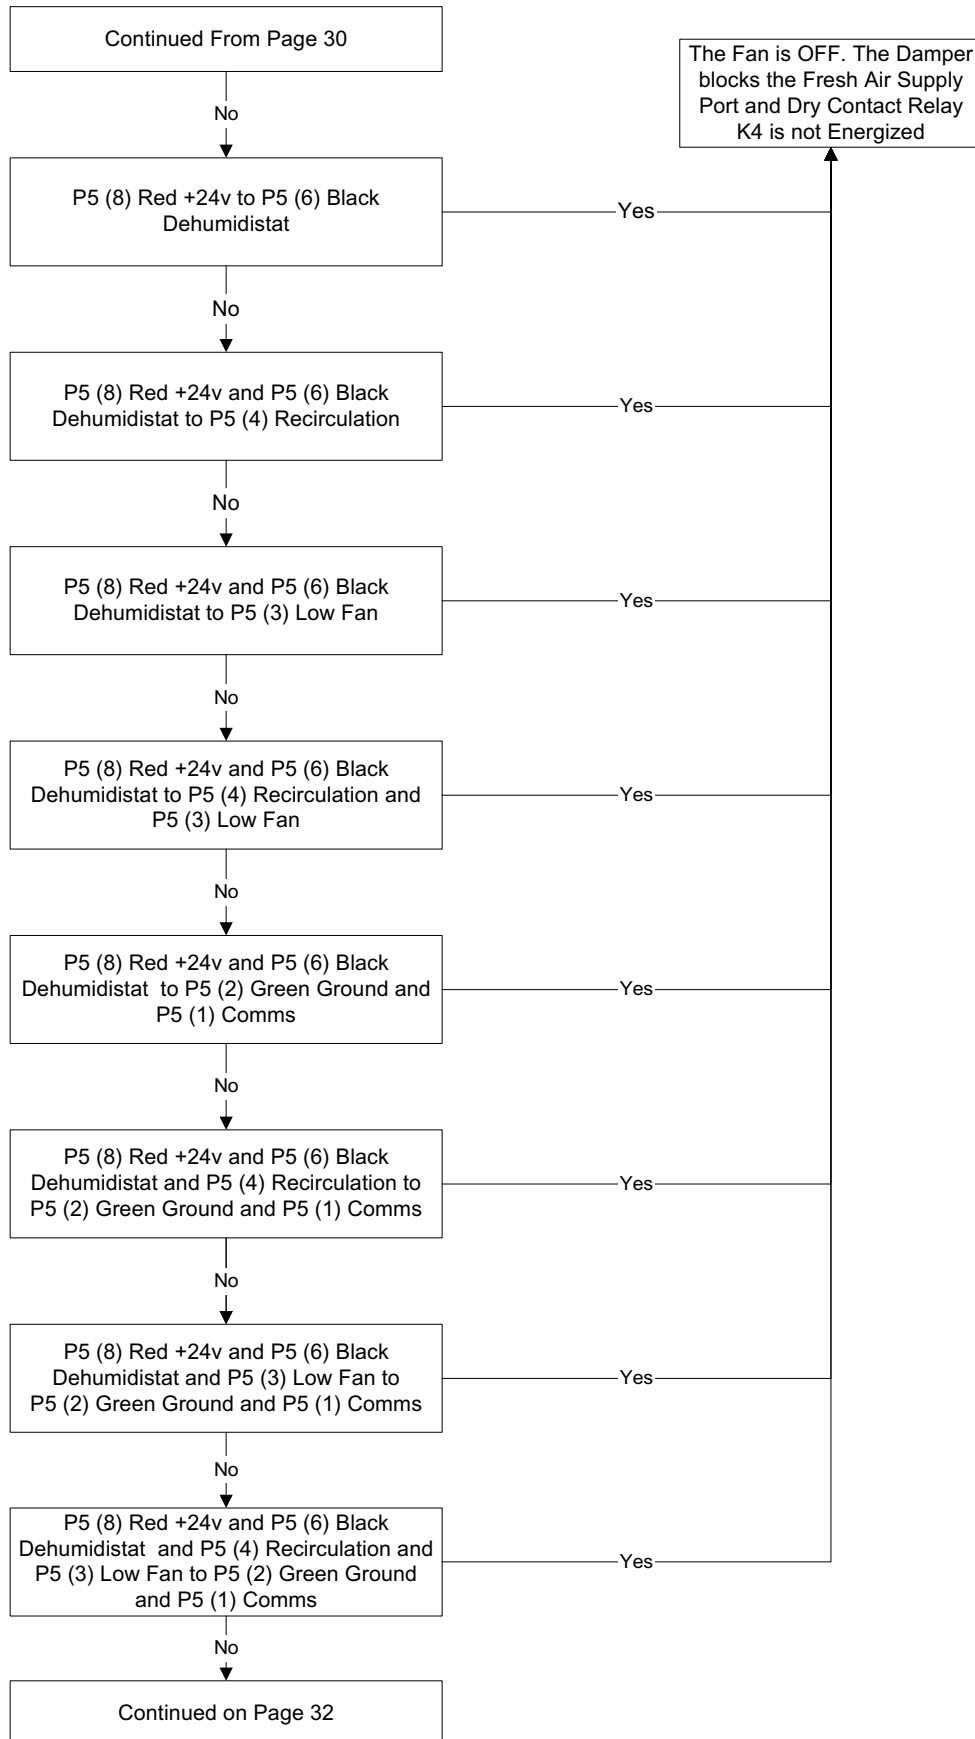 Continued From Page 30
The Fan is OFF. The Damper
blocks the Fresh Air Supply
Port and Dry Contact Relay
K4 is not Energized
No
P5 (8) Red +24v to P5 (6) Black
Dehumidistat
Yes
No
P5 (8) Red +24v and P5 (6) Black
Dehumidistat to P5 (4) Recirculation
Yes
No
P5 (8) Red +24v and P5 (6) Black
Dehumidistat to P5 (3) Low Fan
Yes
No
P5 (8) Red +24v and P5 (6) Black
Dehumidistat to P5 (4) Recirculation and
P5 (3) Low Fan
Yes
No
P5 (8) Red +24v and P5 (6) Black
Dehumidistat to P5 (2) Green Ground and
P5 (1) Comms
Yes
No
P5 (8) Red +24v and P5 (6) Black
Dehumidistat and P5 (4) Recirculation to
P5 (2) Green Ground and P5 (1) Comms
Yes
No
P5 (8) Red +24v and P5 (6) Black
Dehumidistat and P5 (3) Low Fan to
P5 (2) Green Ground and P5 (1) Comms
Yes
No
P5 (8) Red +24v and P5 (6) Black
Dehumidistat and P5 (4) Recirculation and
P5 (3) Low Fan to P5 (2) Green Ground
and P5 (1) Comms
Yes
No
Continued on Page 32